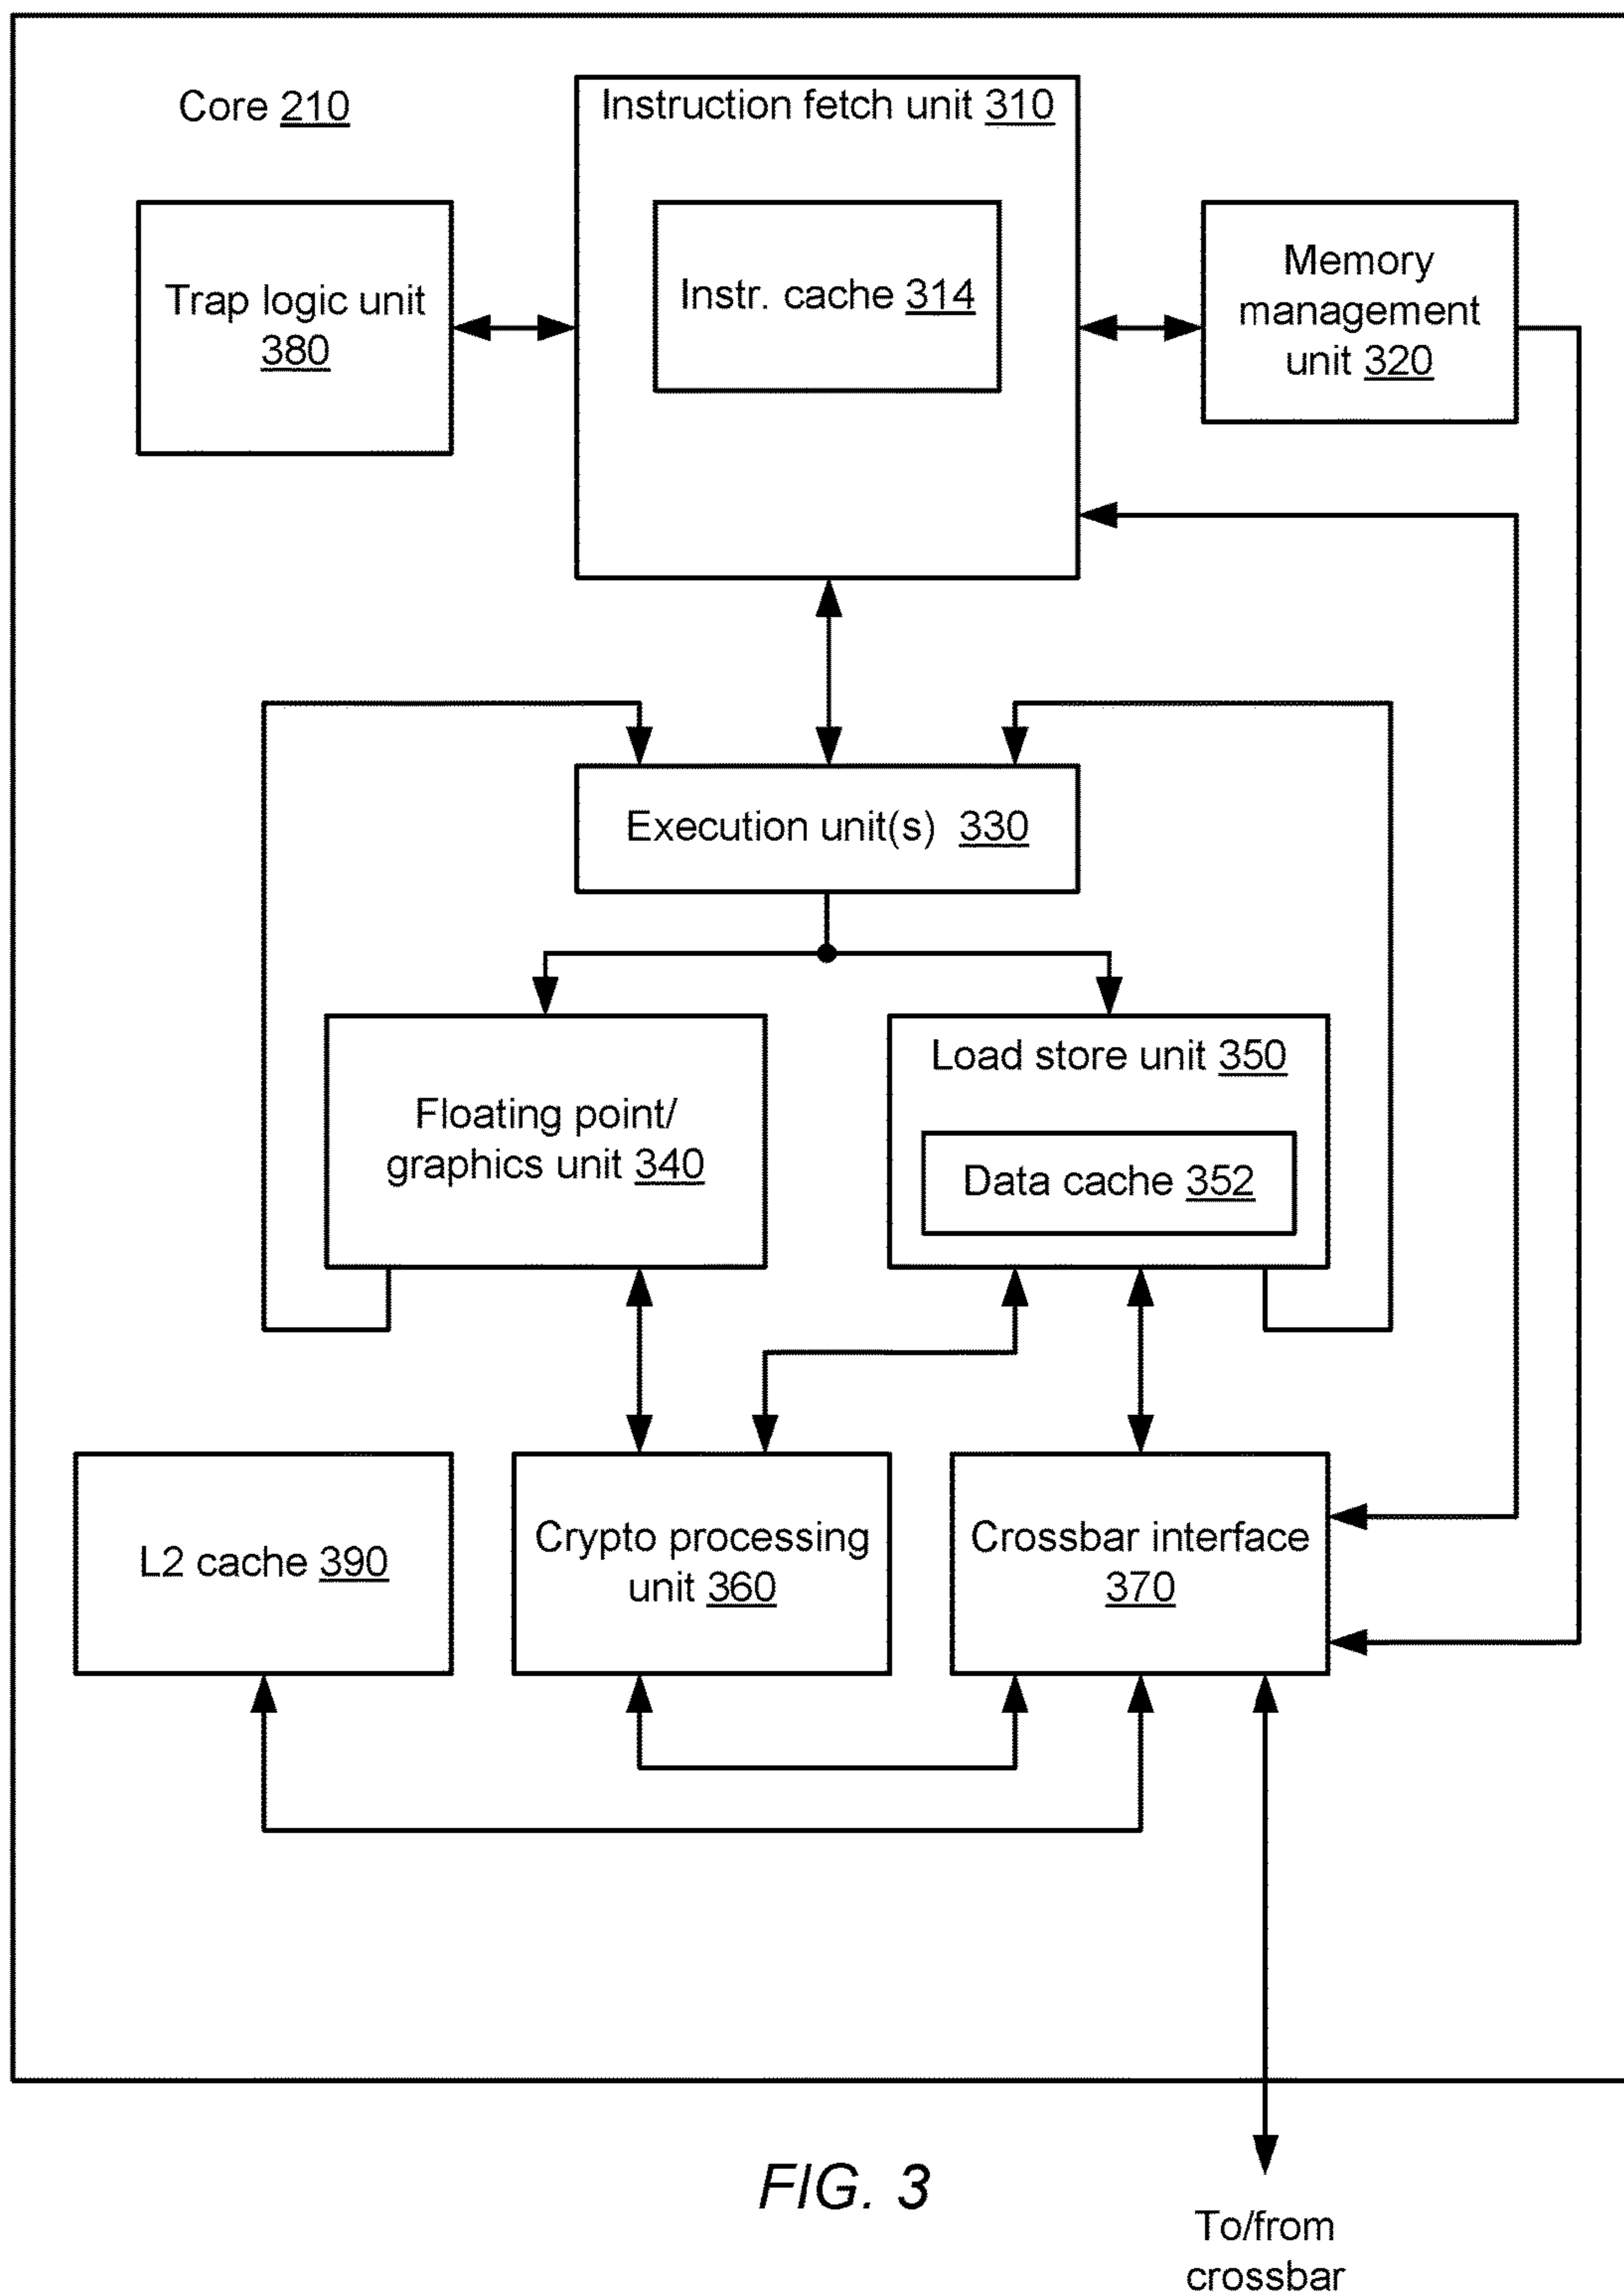 Core 210
Instruction fetch unit 310
Instr. cache 314
Trap logic unit
380
Memory
management
unit 320
Execution unit(s) 330
Floating point/
graphics unit 340
Load store unit 350
Data cache 352
L2 cache 390
Crypto processing
unit 360
Crossbar interface
370
FIG. 3
To/from
crossbar